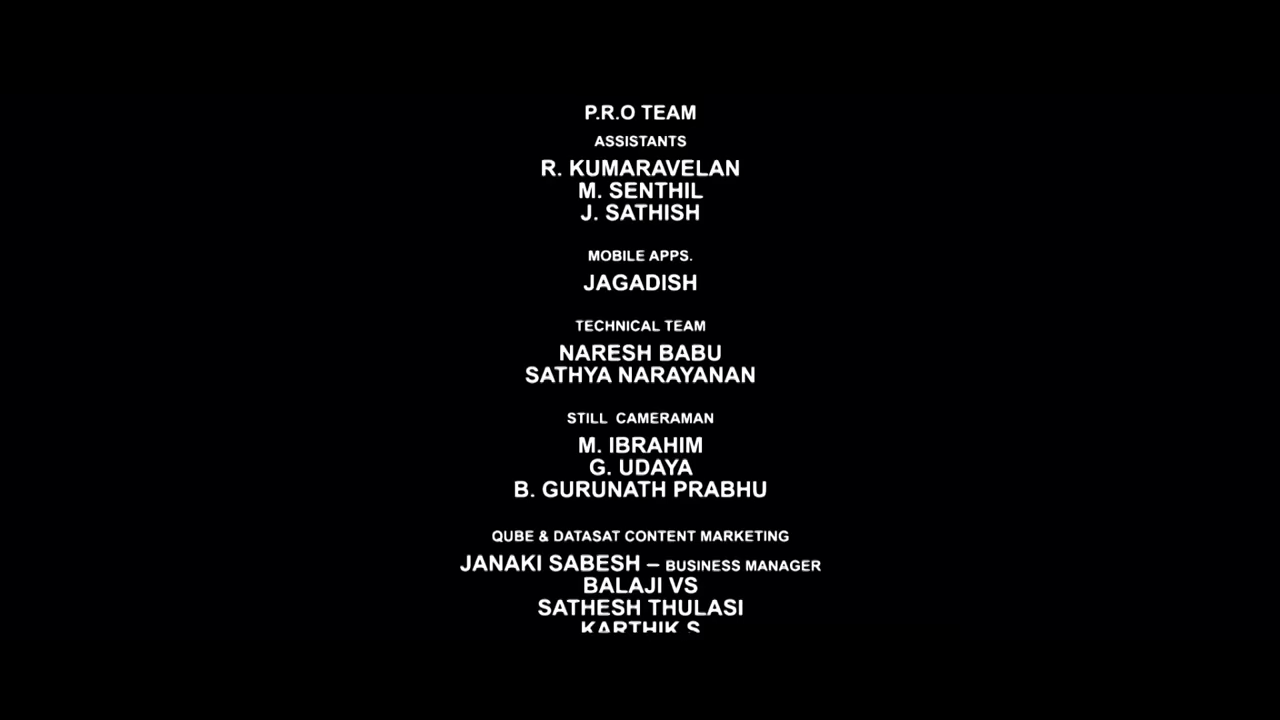 P.R.O TEAM
ASSISTANTS
R. KUMARAVELAN
M. SENTHIL
J. SATHISH
MOBILE APPS.
JAGADISH
TECHNICAL TEAM
NARESH BABU
SATHYA NARAYANAN
STILL CAMERAMAN
M. IBRAHIM
G. UDAYA
B. GURUNATH PRABHU
QUBE & DATASAT CONTENT MARKETING
JANAKI SABESH – BUSINESS MANAGER
BALAJI VS
SATHESH THULASI
KARTHIK S